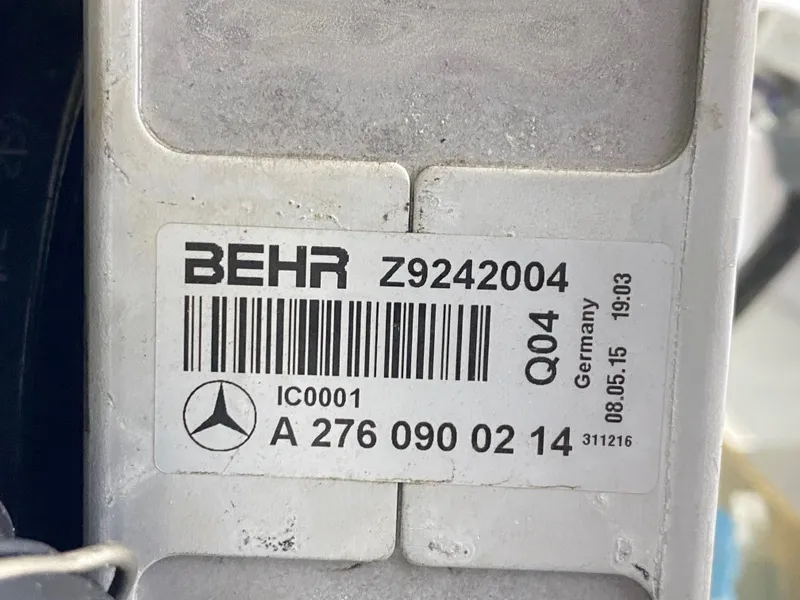 BEHR Z9242004
Q04
Germany
08.05.15 19:03
IC0001
A 276 090 02 14 311216